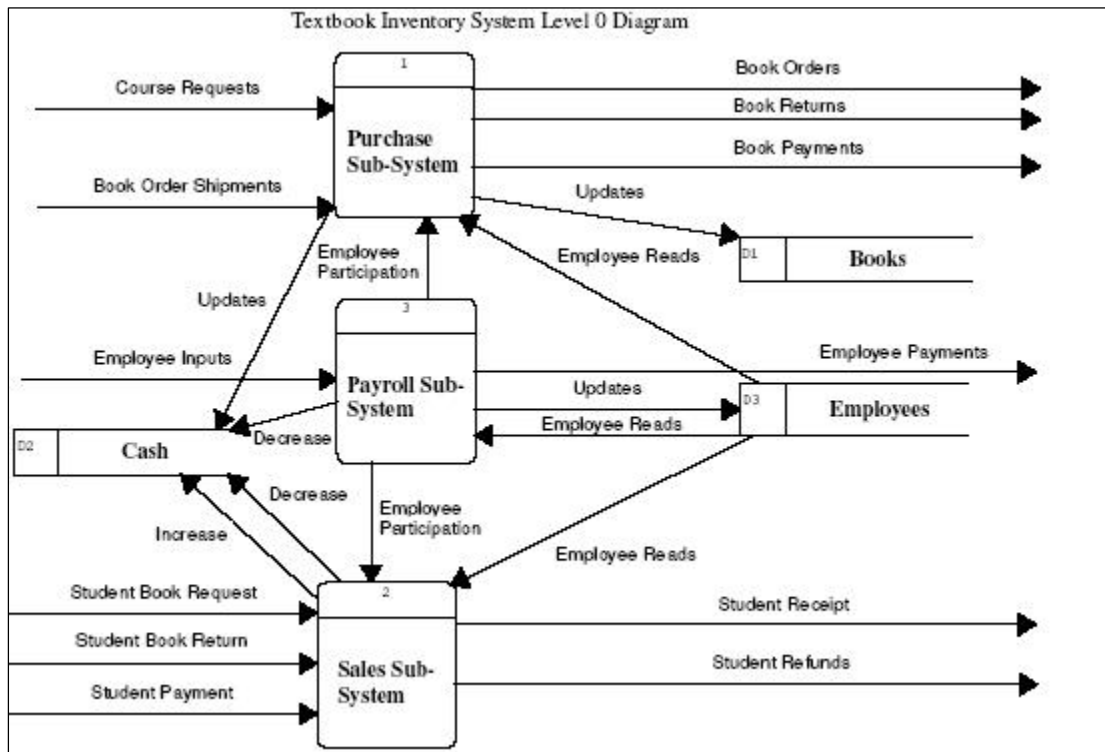 Textbook Inventory System Level 0 Diagram
1
Course Requests
Book Orders
Book Returns
Purchase
Sub-System
Book Payments
Book Order Shipments
Updates
Employee
Participation
Employee Reads
D1
Books
Updates
3
Employee Inputs
Employee Payments
Payroll Sub-
System
Updates
D3
Employees
Employee Reads
D2
Cash
Decrease
Decrease
Employee
Participation
Increase
Employee Reads
Student Book Request
2
Student Receipt
Student Book Return
Sales Sub-
System
Student Refunds
Student Payment